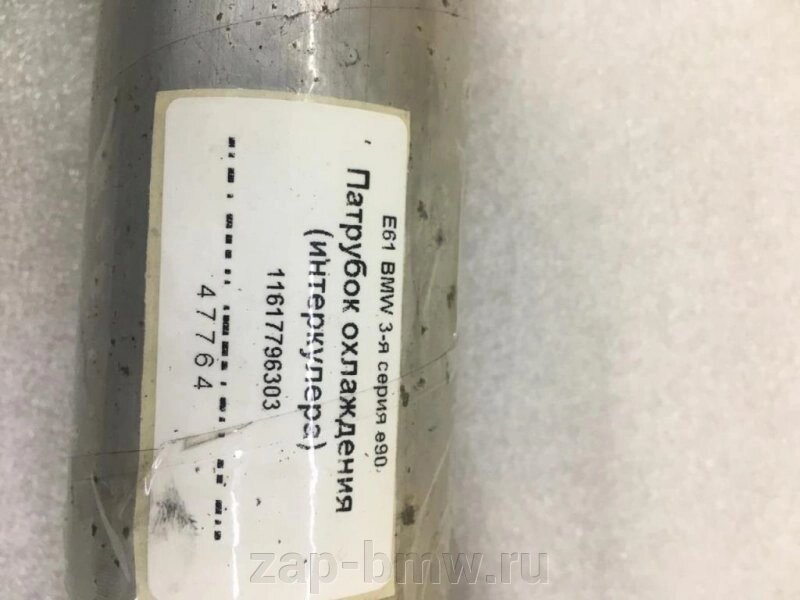 E61 BMW 3-я серия e90,
Патрубок охлаждения
(интеркулера)
11617796303
47764
zap-bmw.ru